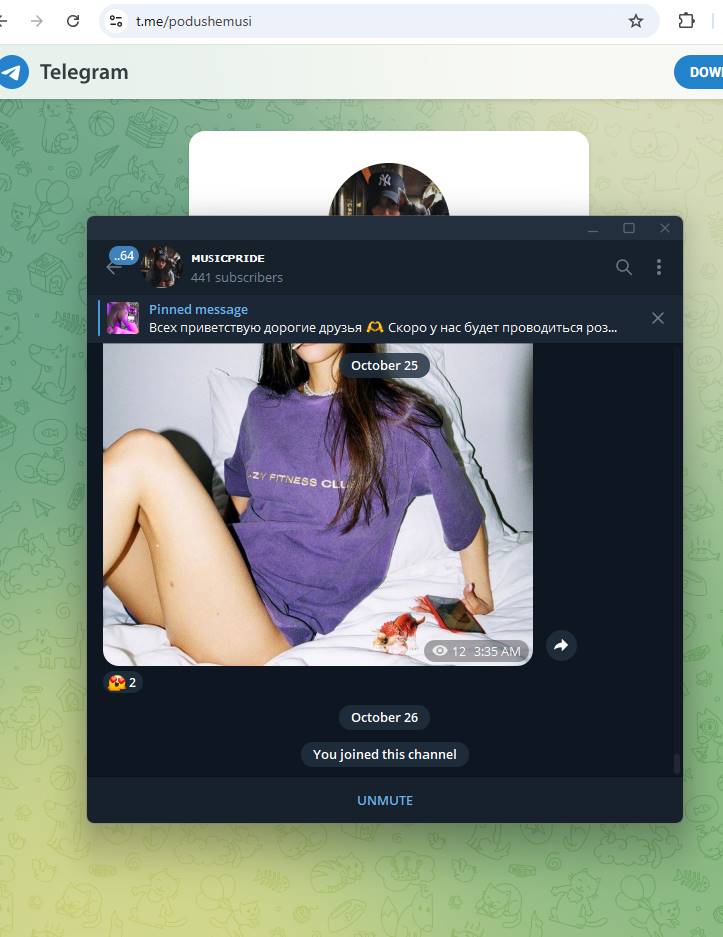 t.me/podushemusi
Telegram
DOW
..64
MUSICPRIDE
441 subscribers
Pinned message
Всех приветствую дорогие друзья 🫶 Скоро у нас будет проводиться роз...
October 25
ZY FITNESS CLU
12 3:35 AM
2
October 26
You joined this channel
UNMUTE